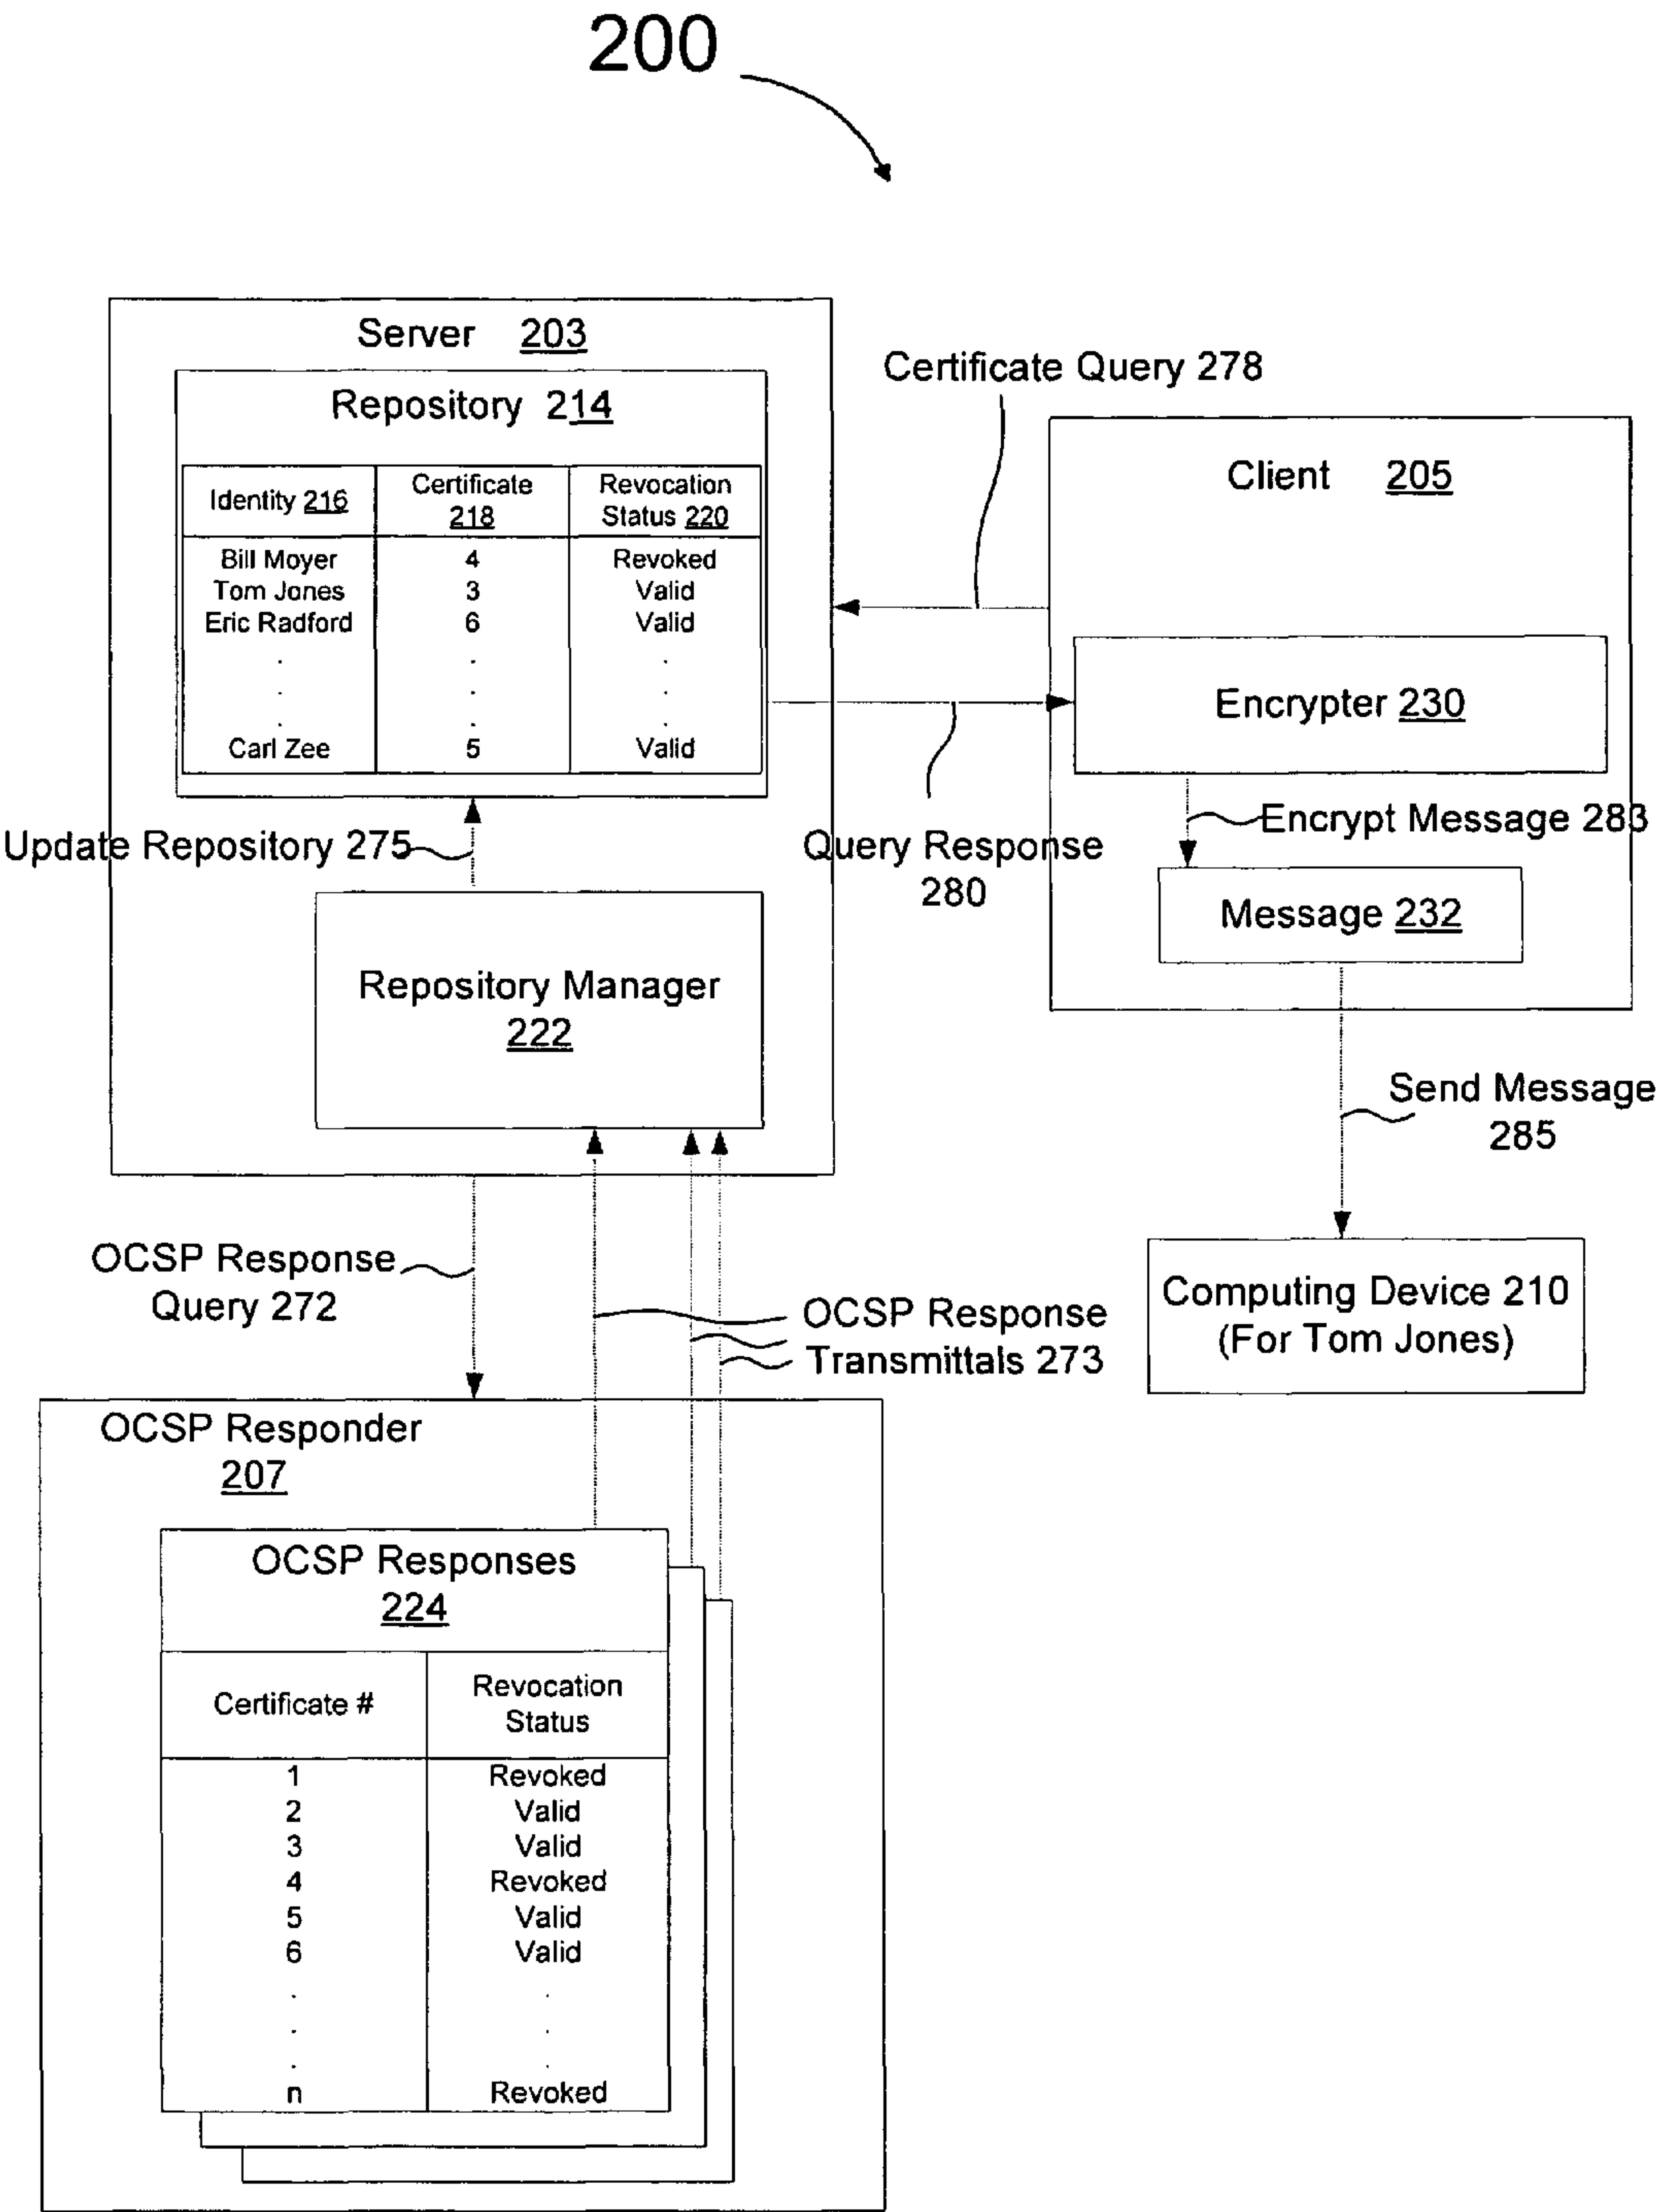 200
Server 203
Repository 214
Identity 216
Certificate
218
Revocation
Status 220
Bill Moyer 4 Revoked
Tom Jones 3 Valid
Eric Radford 6 Valid
. . .
. . .
. . .
Carl Zee 5 Valid
Update Repository 275
Repository Manager
222
Certificate Query 278
Query Response
280
Client 205
Encrypter 230
Encrypt Message 283
Message 232
Send Message
285
Computing Device 210
(For Tom Jones)
OCSP Response
Query 272
OCSP Response
Transmittals 273
OCSP Responder
207
OCSP Responses
224
Certificate #
Revocation
Status
1 Revoked
2 Valid
3 Valid
4 Revoked
5 Valid
6 Valid
. .
. .
. .
n Revoked